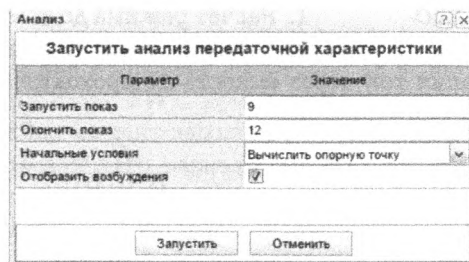 Анализ
Запустить анализ передаточной характеристики
Параметр Значение
Запустить показ 9
Окончить показ 12
Начальные условия Вычислить опорную точку
Отобразить возбуждения
Запустить Отменить